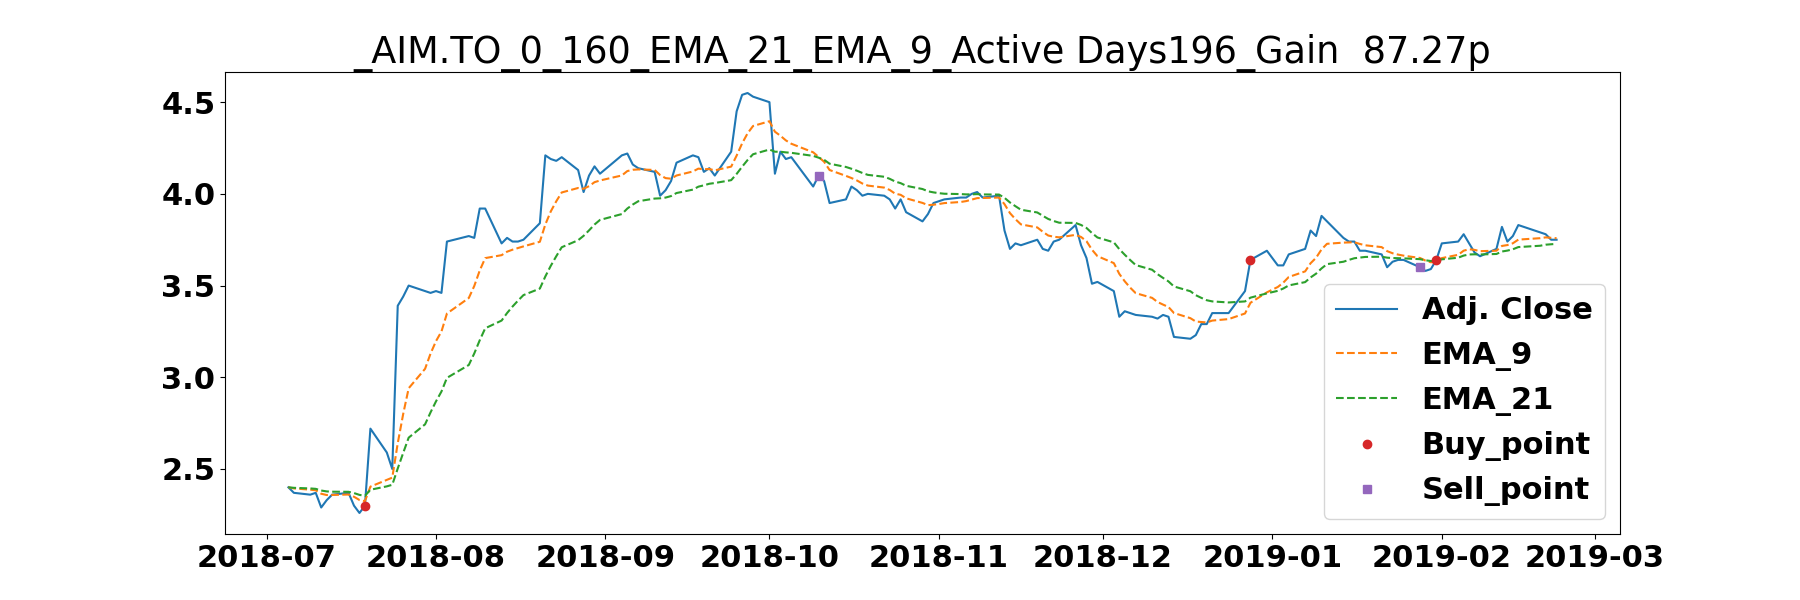 _AIM.TO_0_160_EMA_21_EMA_9_Active Days196_Gain  87.27p
4.5
4.0
3.5
3.0
2.5
Adj. Close
EMA_9
EMA_21
Buy_point
Sell_point
2018-07 2018-08 2018-09 2018-10 2018-11 2018-12 2019-01 2019-02 2019-03